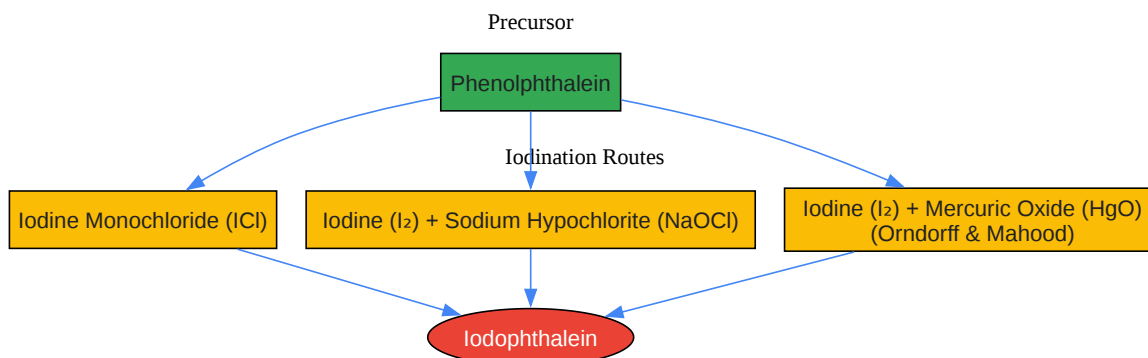 Precursor
Phenolphthalein
Iodination Routes
Iodine Monochloride (ICl)
Iodine (I₂) + Sodium Hypochlorite (NaOCl)
Iodine (I₂) + Mercuric Oxide (HgO)
(Orndorff & Mahood)
Iodophthalein